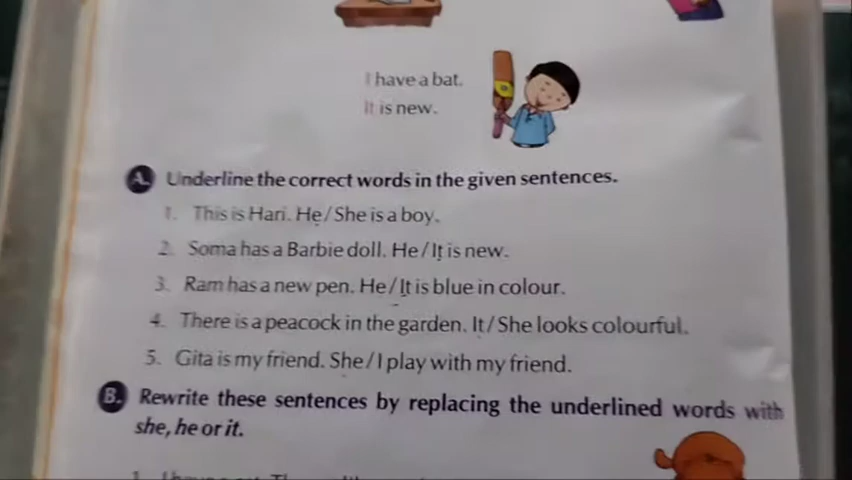 I have a bat.
It is new.
A. Underline the correct words in the given sentences.
1. This is Hari. He/She is a boy.
2. Soma has a Barbie doll. He/It is new.
3. Ram has a new pen. He/It is blue in colour.
4. There is a peacock in the garden. It/She looks colourful.
5. Gita is my friend. She/I play with my friend.
B. Rewrite these sentences by replacing the underlined words with
she, he or it.